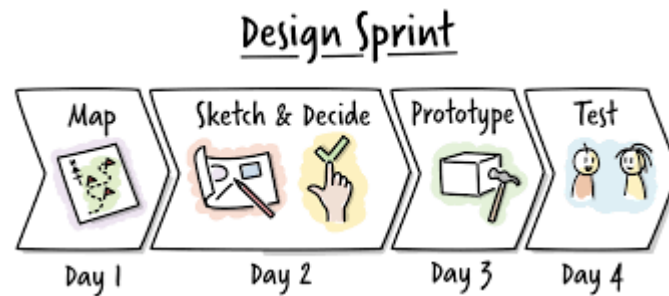 Design Sprint
Map
Sketch & Decide
Prototype
Test
Day 1
Day 2
Day 3
Day 4